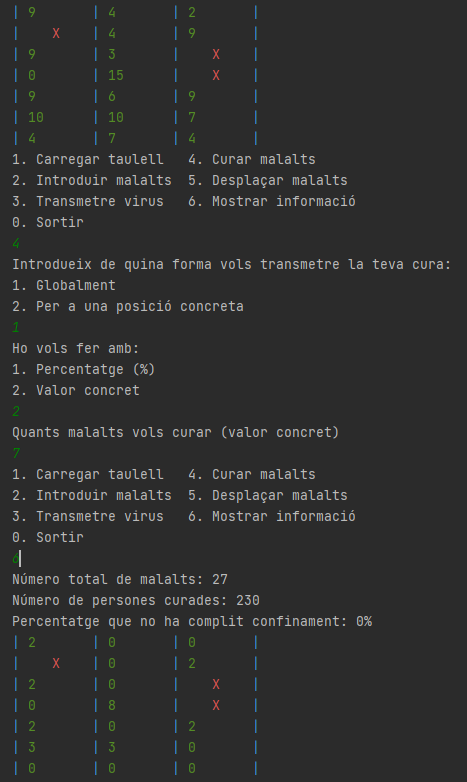 | 9 | 4 | 2 |
| X | 4 | 9 |
| 9 | 3 | X |
| 0 | 15 | X |
| 9 | 6 | 9 |
| 10 | 10 | 7 |
| 4 | 7 | 4 |
1. Carregar taulell 4. Curar malalts
2. Introduir malalts 5. Desplaçar malalts
3. Transmetre virus 6. Mostrar informació
0. Sortir
4
Introdueix de quina forma vols transmetre la teva cura:
1. Globalment
2. Per a una posició concreta
1
Ho vols fer amb:
1. Percentatge (%)
2. Valor concret
2
Quants malalts vols curar (valor concret)
7
1. Carregar taulell 4. Curar malalts
2. Introduir malalts 5. Desplaçar malalts
3. Transmetre virus 6. Mostrar informació
0. Sortir
6
Número total de malalts: 27
Número de persones curades: 230
Percentatge que no ha complit confinament: 0%
| 2 | 0 | 0 |
| X | 0 | 2 |
| 2 | 0 | X |
| 0 | 8 | X |
| 2 | 0 | 2 |
| 3 | 3 | 0 |
| 0 | 0 | 0 |